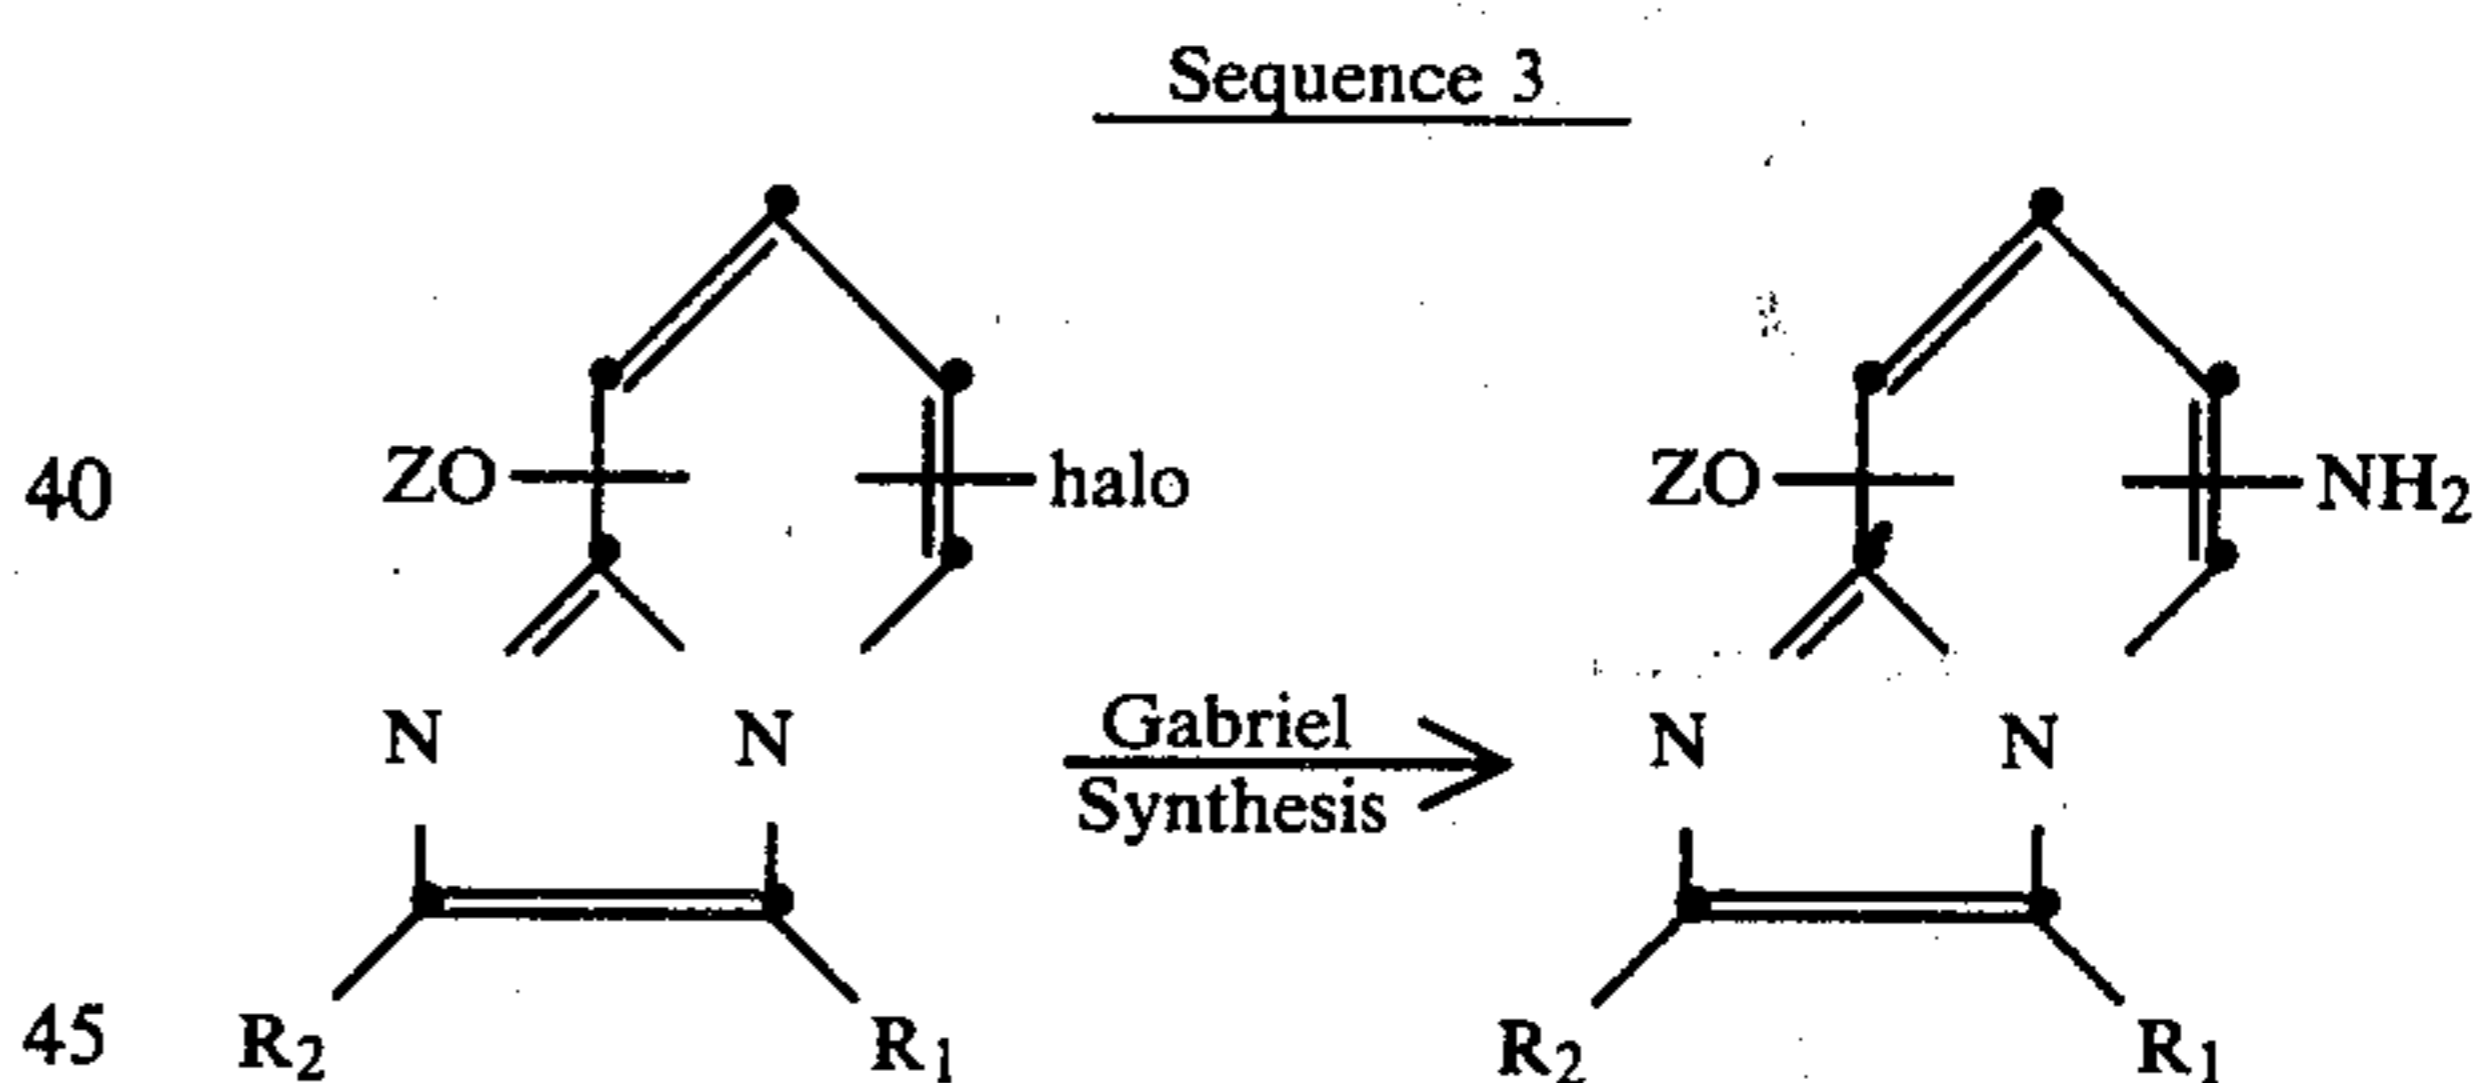 Sequence 3
40 ZO halo ZO NH2
N N Gabriel N N
Synthesis
45 R2 R1 R2 R1